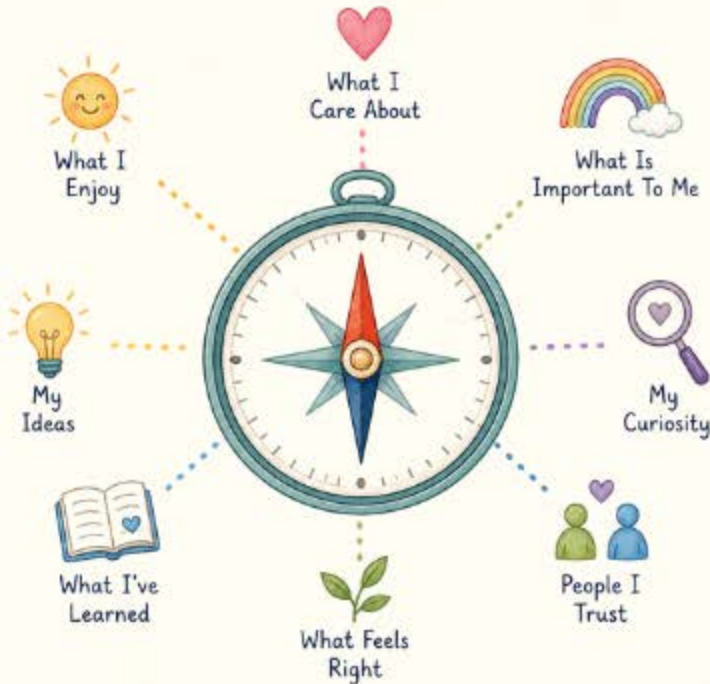 What I
Care About
What I
Enjoy
What Is
Important To Me
My
Ideas
My
Curiosity
What I've
Learned
People I
Trust
What Feels
Right